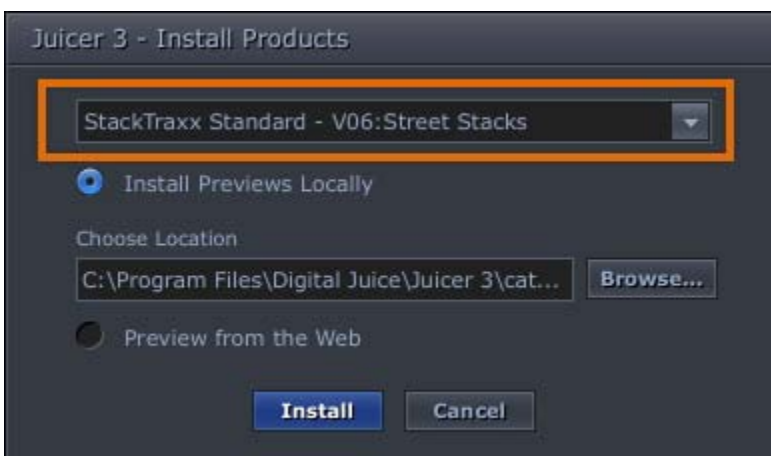 Juicer 3 - Install Products
StackTraxx Standard - V06:Street Stacks
Install Previews Locally
Choose Location
C:\Program Files\Digital Juice\Juicer 3\cat...
Browse...
Preview from the Web
Install
Cancel